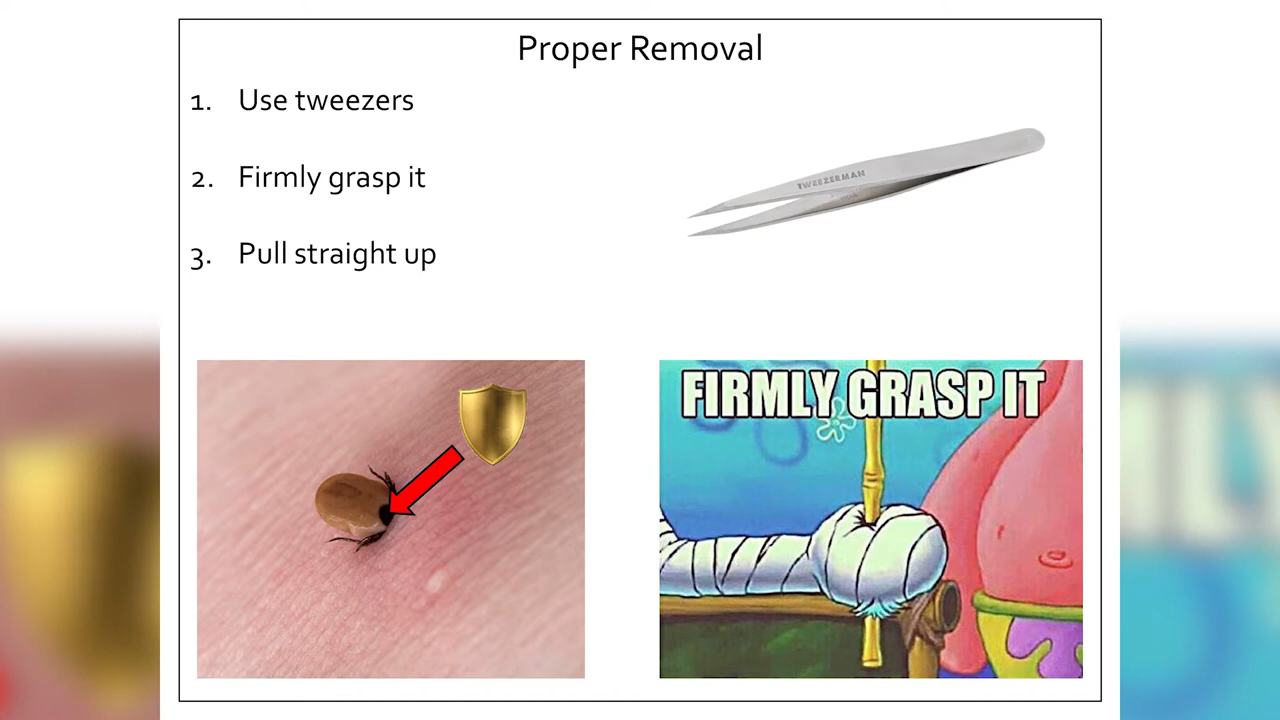 Proper Removal
1. Use tweezers
2. Firmly grasp it
3. Pull straight up
TWEEZERMAN
FIRMLY GRASP IT